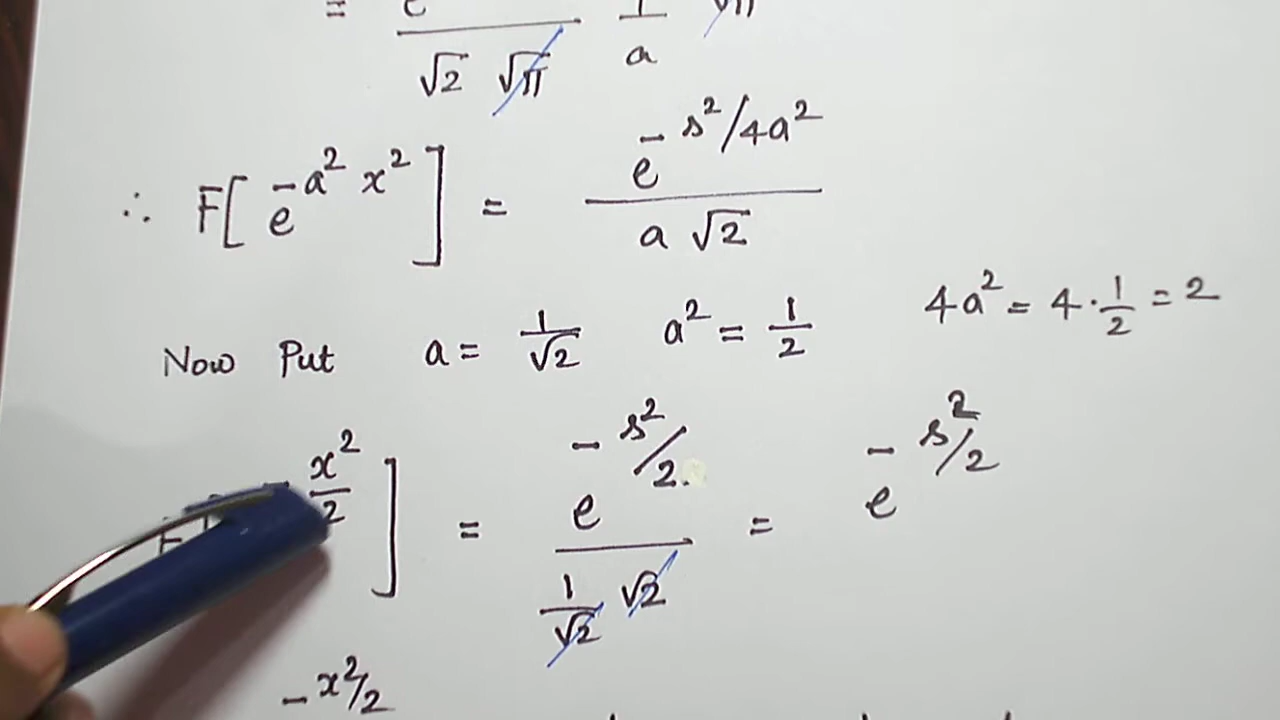 = e / √2 √π 1/a √π
∴ F[e^{-a² x²}] = e^{-s²/4a²} / a √2
Now Put a = 1/√2 a² = 1/2 4a² = 4·1/2 = 2
F[ - x²/2 ] = e^{-s²/2.} / (1/√2) √2 = e^{-s²/2}
-x²/2